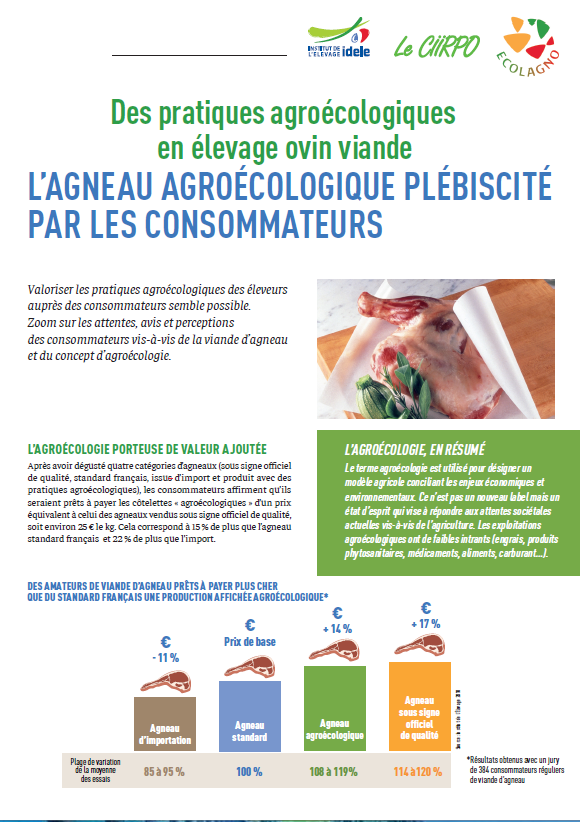 INSTITUT DE
L'ELEVAGE idele
Le CiiRPO
ECOLAGNO
Des pratiques agroécologiques
en élevage ovin viande
L'AGNEAU AGROÉCOLOGIQUE PLÉBISCITÉ
PAR LES CONSOMMATEURS
Valoriser les pratiques agroécologiques des éleveurs
auprès des consommateurs semble possible.
Zoom sur les attentes, avis et perceptions
des consommateurs vis-à-vis de la viande d'agneau
et du concept d'agroécologie.
L'AGROÉCOLOGIE PORTEUSE DE VALEUR AJOUTÉE
Après avoir dégusté quatre catégories d'agneaux (sous signe officiel
de qualité, standard français, issus d'import et produit avec des
pratiques agroécologiques), les consommateurs affirment qu'ils
seraient prêts à payer les côtelettes « agroécologiques » d'un prix
équivalent à celui des agneaux vendus sous signe officiel de qualité,
soit environ 25 € le kg. Cela correspond à 15 % de plus que l'agneau
standard français et 22 % de plus que l'import.
L'AGROÉCOLOGIE, EN RÉSUMÉ
Le terme agroécologie est utilisé pour désigner un
modèle agricole conciliant les enjeux économiques et
environnementaux. Ce n'est pas un nouveau label mais un
état d'esprit qui vise à répondre aux attentes sociétales
actuelles vis-à-vis de l'agriculture. Les exploitations
agroécologiques ont de faibles intrants (engrais, produits
phytosanitaires, médicaments, aliments, carburant...).
DES AMATEURS DE VIANDE D'AGNEAU PRÊTS À PAYER PLUS CHER
QUE DU STANDARD FRANÇAIS UNE PRODUCTION AFFICHÉE AGROÉCOLOGIQUE*
€
- 11 %
€
Prix de base
€
+ 14 %
€
+ 17 %
Agneau
d'importation
Agneau
standard
Agneau
agroécologique
Agneau
sous signe
officiel
de qualité
Plage de variation
de la moyenne
des essais
85 à 95 %
100 %
108 à 119%
114 à 120 %
*Résultats obtenus avec un jury
de 384 consommateurs réguliers
de viande d'agneau